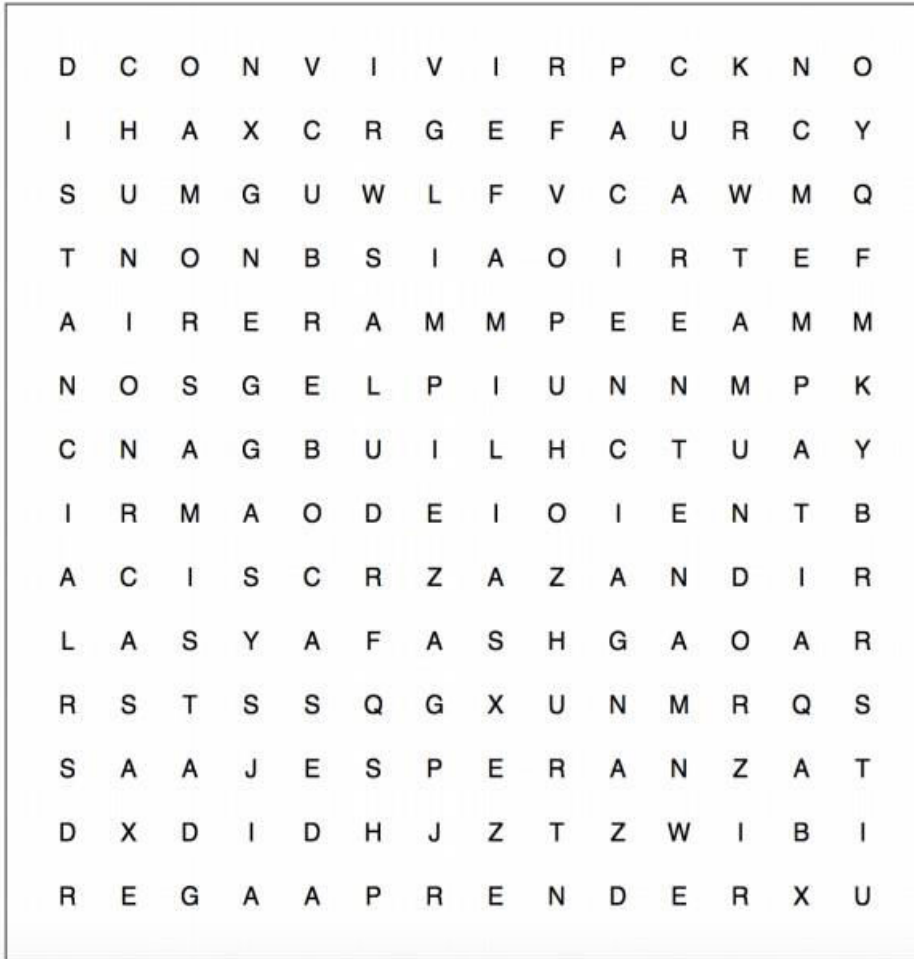 D C O N V I V I R P C K N O
I H A X C R G E F A U R C Y
S U M G U W L F V C A W M Q
T N O N B S I A O I R T E F
A I R E R A M M P E E A M M
N O S G E L P I U N N M P K
C N A G B U I L H C T U A Y
I R M A O D E I O I E N T B
A C I S C R Z A Z A N D I R
L A S Y A F A S H G A O A R
R S T S S Q G X U N M R Q S
S A A J E S P E R A N Z A T
D X D I D H J Z T Z W I B I
R E G A A P R E N D E R X U